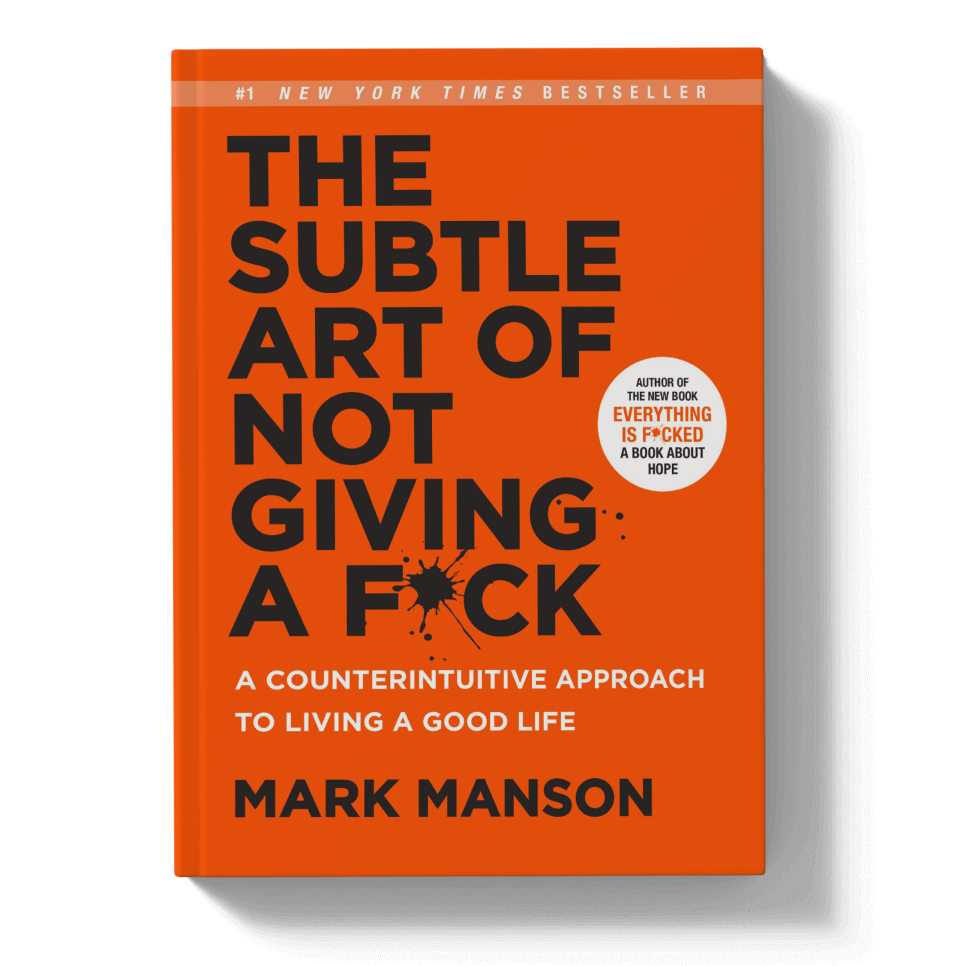 #1 NEW YORK TIMES BESTSELLER
THE
SUBTLE
ART OF
NOT
GIVING
A F*CK
AUTHOR OF
THE NEW BOOK
EVERYTHING
IS F*CKED
A BOOK ABOUT
HOPE
A COUNTERINTUITIVE APPROACH
TO LIVING A GOOD LIFE
MARK MANSON